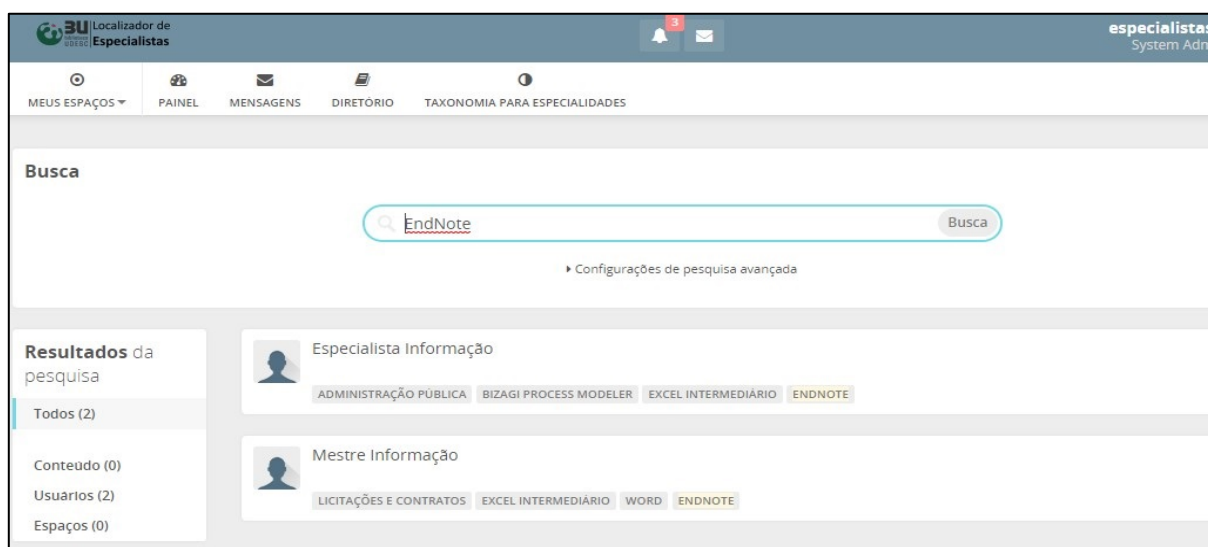 BU Localizador de
UDESC Especialistas
3
especialistas
System Adm
MEUS ESPAÇOS
PAINEL
MENSAGENS
DIRETÓRIO
TAXONOMIA PARA ESPECIALIDADES
Busca
EndNote
Busca
Configurações de pesquisa avançada
Resultados da
pesquisa
Todos (2)
Conteúdo (0)
Usuários (2)
Espaços (0)
Especialista Informação
ADMINISTRAÇÃO PÚBLICA BIZAGI PROCESS MODELER EXCEL INTERMEDIÁRIO ENDNOTE
Mestre Informação
LICITAÇÕES E CONTRATOS EXCEL INTERMEDIÁRIO WORD ENDNOTE